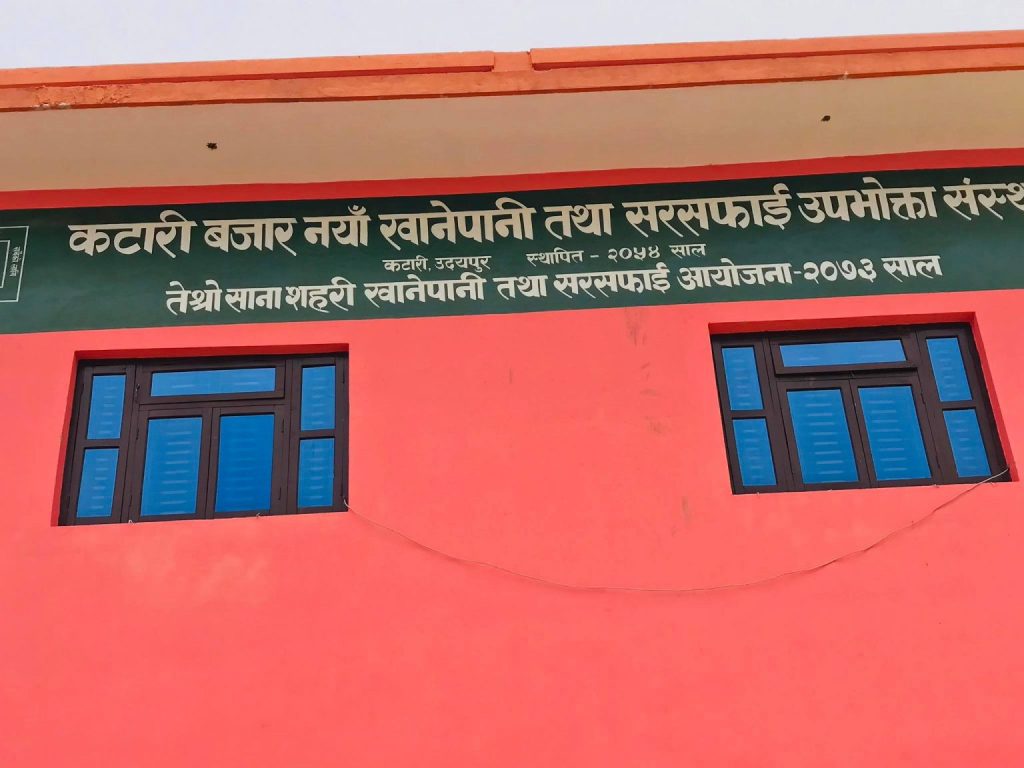 कटारी बजार नयाँ खानेपानी तथा सरसफाई उपभोक्ता संस्था
कटारी, उदयपुर स्थापित - २०५४ साल
तेश्रो साना शहरी खानेपानी तथा सरसफाई आयोजना-२०७३ साल